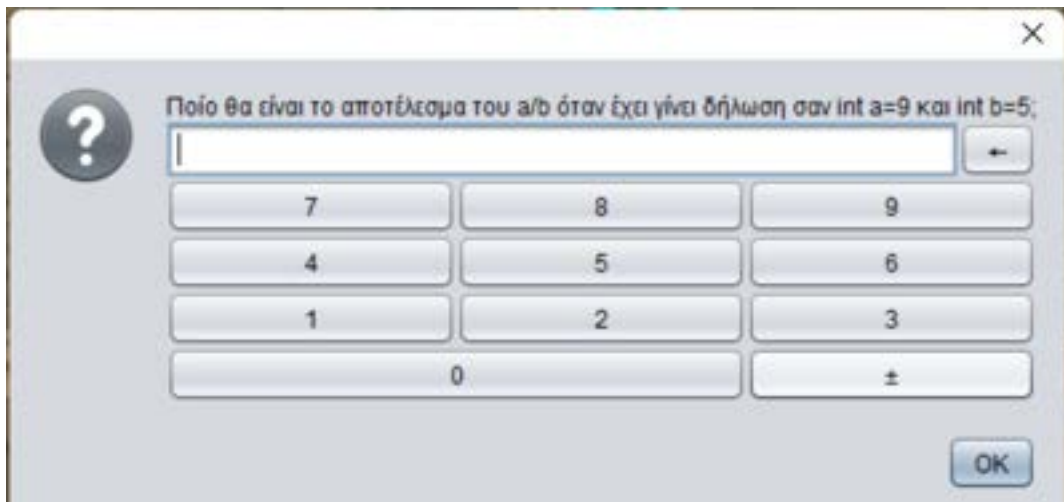 Ποίο θα είναι το αποτέλεσμα του a/b όταν έχει γίνει δήλωση σαν int a=9 και int b=5;
←
7 8 9
4 5 6
1 2 3
0 ±
OK